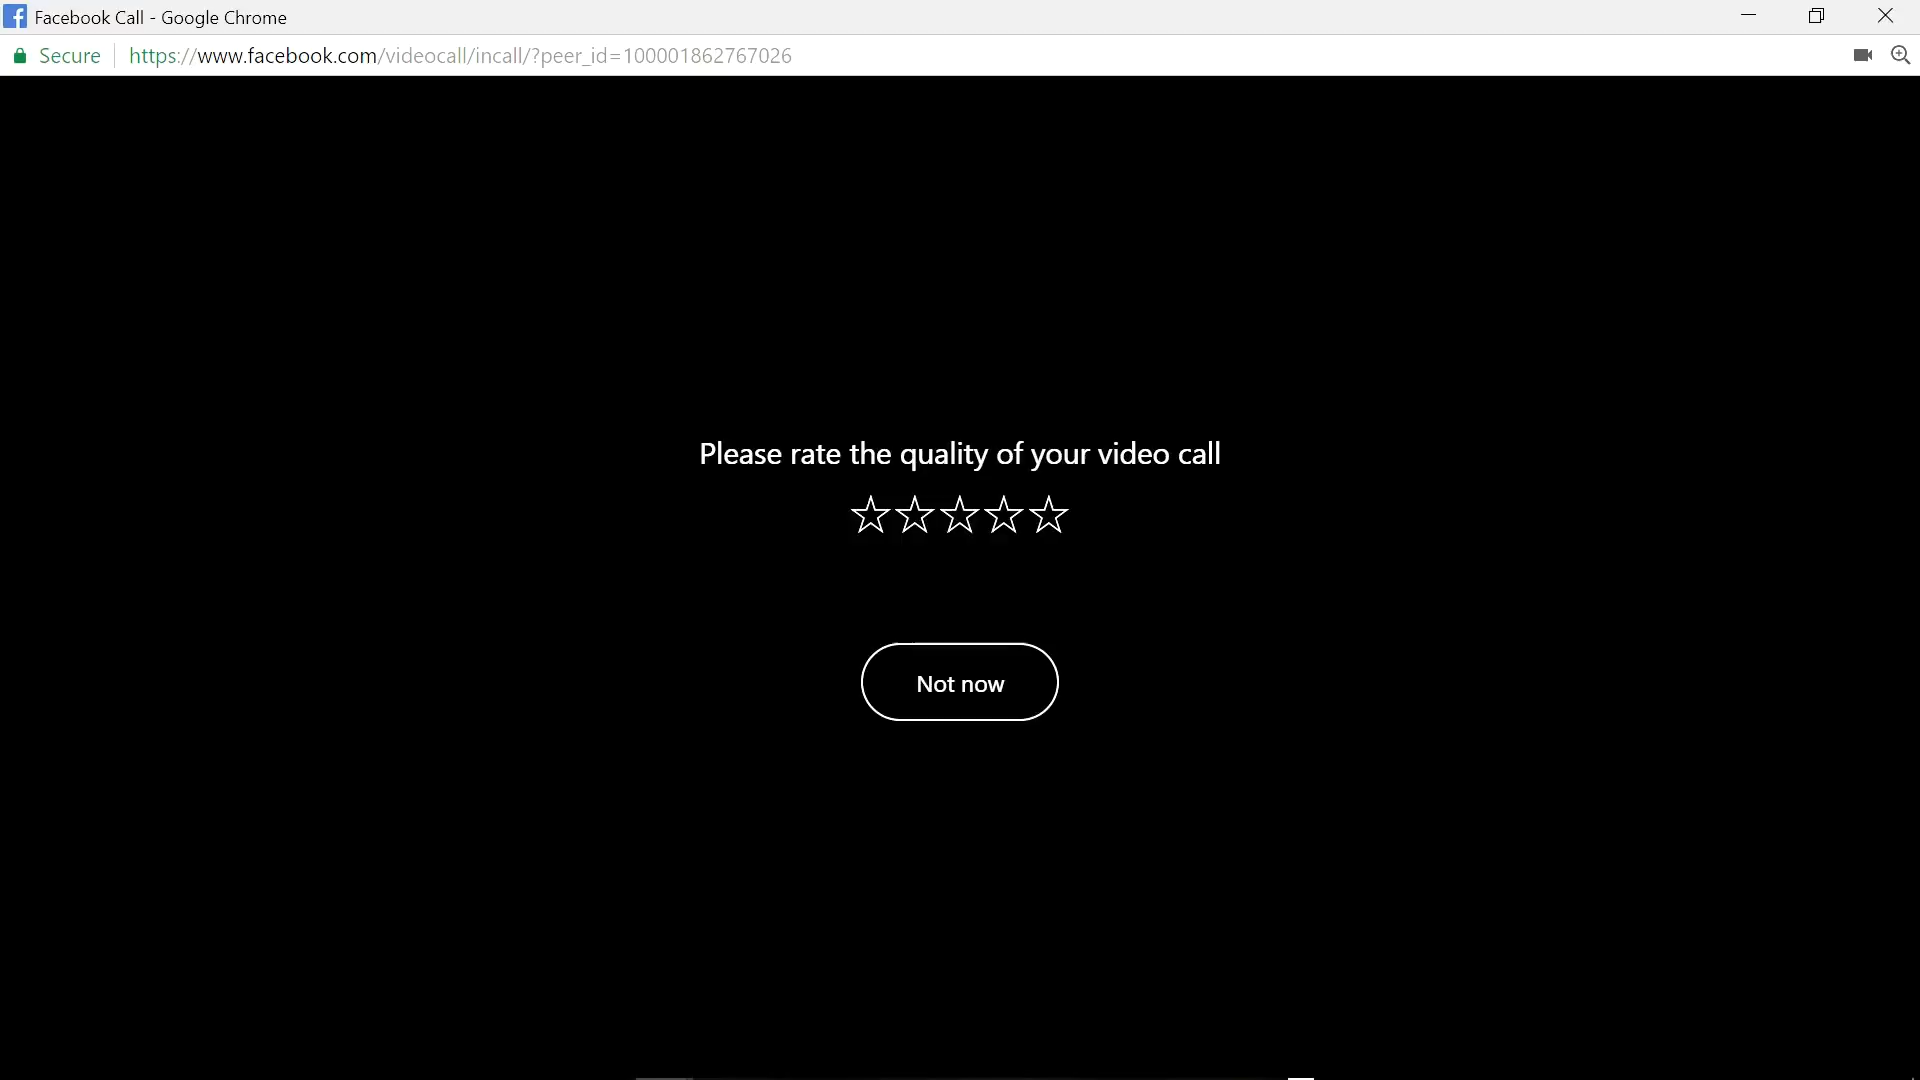 Facebook Call - Google Chrome
Secure https://www.facebook.com/videocall/incall/?peer_id=100001862767026
Please rate the quality of your video call
Not now